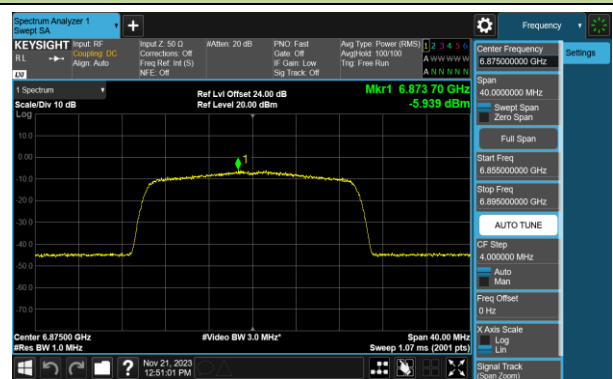 Spectrum Analyzer 1
Swept SA
+
Frequency
KEYSIGHT
RL
Input: RF
Coupling: DC
Align: Auto
Input Z: 50 Ω
Corrections: Off
Freq Ref: Int (S)
NFE: Off
#Atten: 20 dB
PNO: Fast
Gate: Off
IF Gain: Low
Sig Track: Off
Avg Type: Power (RMS)
Avg|Hold: 100/100
Trig: Free Run
1 2 3 4 5 6
A W W W W W
A N N N N N
LXI
1 Spectrum
Scale/Div 10 dB
Log
Ref Lvl Offset 24.00 dB
Ref Level 20.00 dBm
Mkr1 6.873 70 GHz
-5.939 dBm
1
10.0
0.00
-10.0
-20.0
-30.0
-40.0
-50.0
-60.0
-70.0
Center 6.87500 GHz
#Res BW 1.0 MHz
#Video BW 3.0 MHz*
Span 40.00 MHz
Sweep 1.07 ms (2001 pts)
Center Frequency
6.875000000 GHz
Settings
Span
40.0000000 MHz
Swept Span
Zero Span
Full Span
Start Freq
6.855000000 GHz
Stop Freq
6.895000000 GHz
AUTO TUNE
CF Step
4.000000 MHz
Auto
Man
Freq Offset
0 Hz
X Axis Scale
Log
Lin
Signal Track
(Span Zoom)
?
Nov 21, 2023
12:51:01 PM